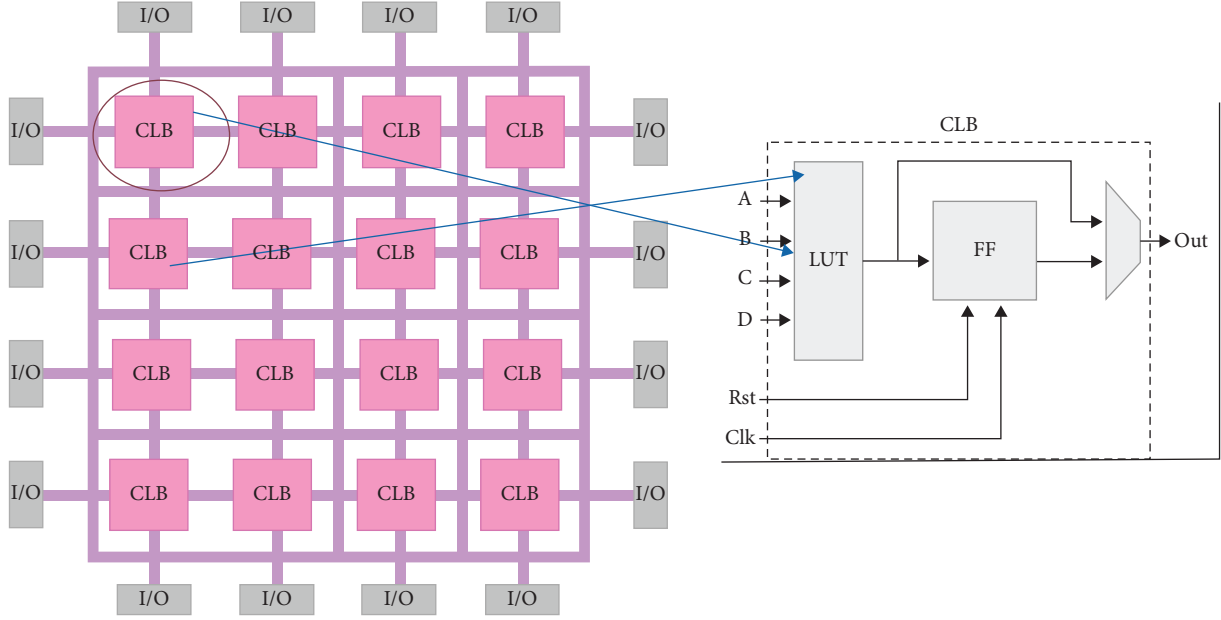 I/O I/O I/O I/O
I/O CLB CLB CLB CLB I/O
I/O CLB CLB CLB CLB I/O
I/O CLB CLB CLB CLB I/O
I/O CLB CLB CLB CLB I/O
I/O I/O I/O I/O
CLB
A
B
C
D
LUT
FF
Out
Rst
Clk